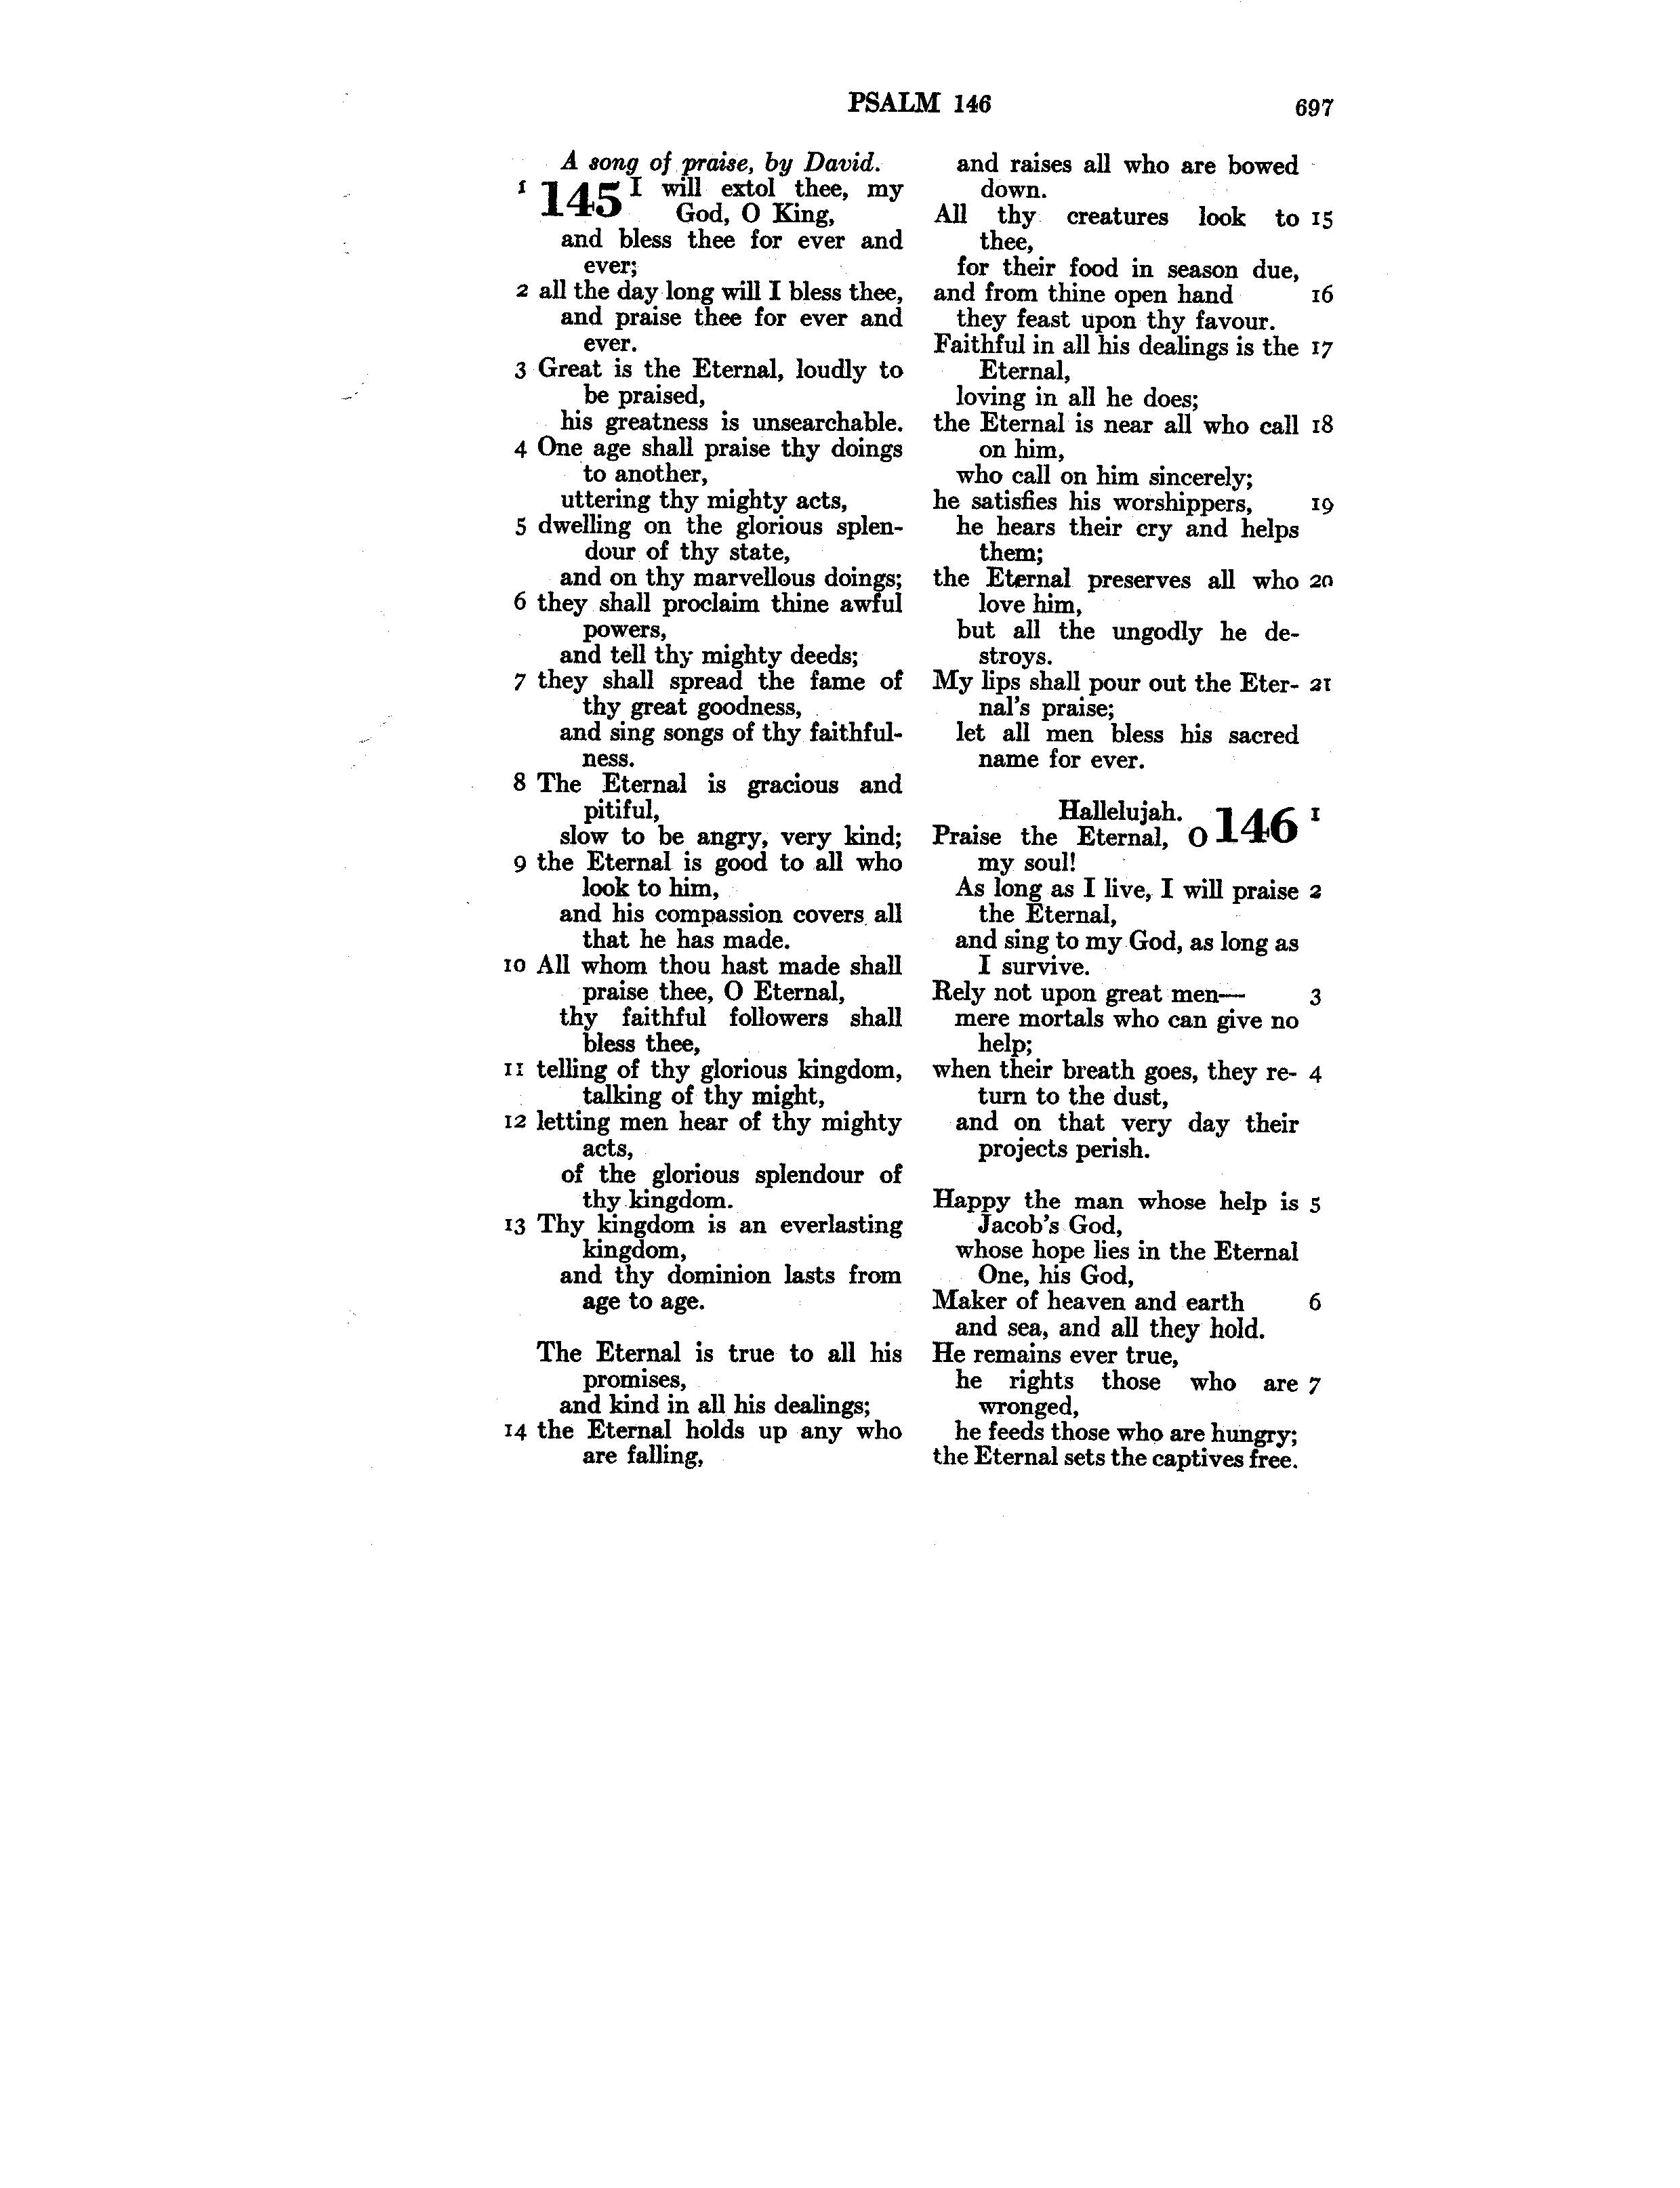 PSALM 146 697
A song of praise, by David.
1 145 I will extol thee, my
God, O King,
and bless thee for ever and
ever;
2 all the day long will I bless thee,
and praise thee for ever and
ever.
3 Great is the Eternal, loudly to
be praised,
his greatness is unsearchable.
4 One age shall praise thy doings
to another,
uttering thy mighty acts,
5 dwelling on the glorious splen-
dour of thy state,
and on thy marvellous doings;
6 they shall proclaim thine awful
powers,
and tell thy mighty deeds;
7 they shall spread the fame of
thy great goodness,
and sing songs of thy faithful-
ness.
8 The Eternal is gracious and
pitiful,
slow to be angry, very kind;
9 the Eternal is good to all who
look to him,
and his compassion covers all
that he has made.
10 All whom thou hast made shall
praise thee, O Eternal,
thy faithful followers shall
bless thee,
11 telling of thy glorious kingdom,
talking of thy might,
12 letting men hear of thy mighty
acts,
of the glorious splendour of
thy kingdom.
13 Thy kingdom is an everlasting
kingdom,
and thy dominion lasts from
age to age.
The Eternal is true to all his
promises,
and kind in all his dealings;
14 the Eternal holds up any who
are falling,
and raises all who are bowed
down.
All thy creatures look to 15
thee,
for their food in season due,
and from thine open hand 16
they feast upon thy favour.
Faithful in all his dealings is the 17
Eternal,
loving in all he does;
the Eternal is near all who call 18
on him,
who call on him sincerely;
he satisfies his worshippers, 19
he hears their cry and helps
them;
the Eternal preserves all who 20
love him,
but all the ungodly he de-
stroys.
My lips shall pour out the Eter- 21
nal's praise;
let all men bless his sacred
name for ever.
Hallelujah. 146 1
Praise the Eternal, O
my soul!
As long as I live, I will praise 2
the Eternal,
and sing to my God, as long as
I survive.
Rely not upon great men— 3
mere mortals who can give no
help;
when their breath goes, they re- 4
turn to the dust,
and on that very day their
projects perish.
Happy the man whose help is 5
Jacob's God,
whose hope lies in the Eternal
One, his God,
Maker of heaven and earth 6
and sea, and all they hold.
He remains ever true,
he rights those who are 7
wronged,
he feeds those who are hungry;
the Eternal sets the captives free.